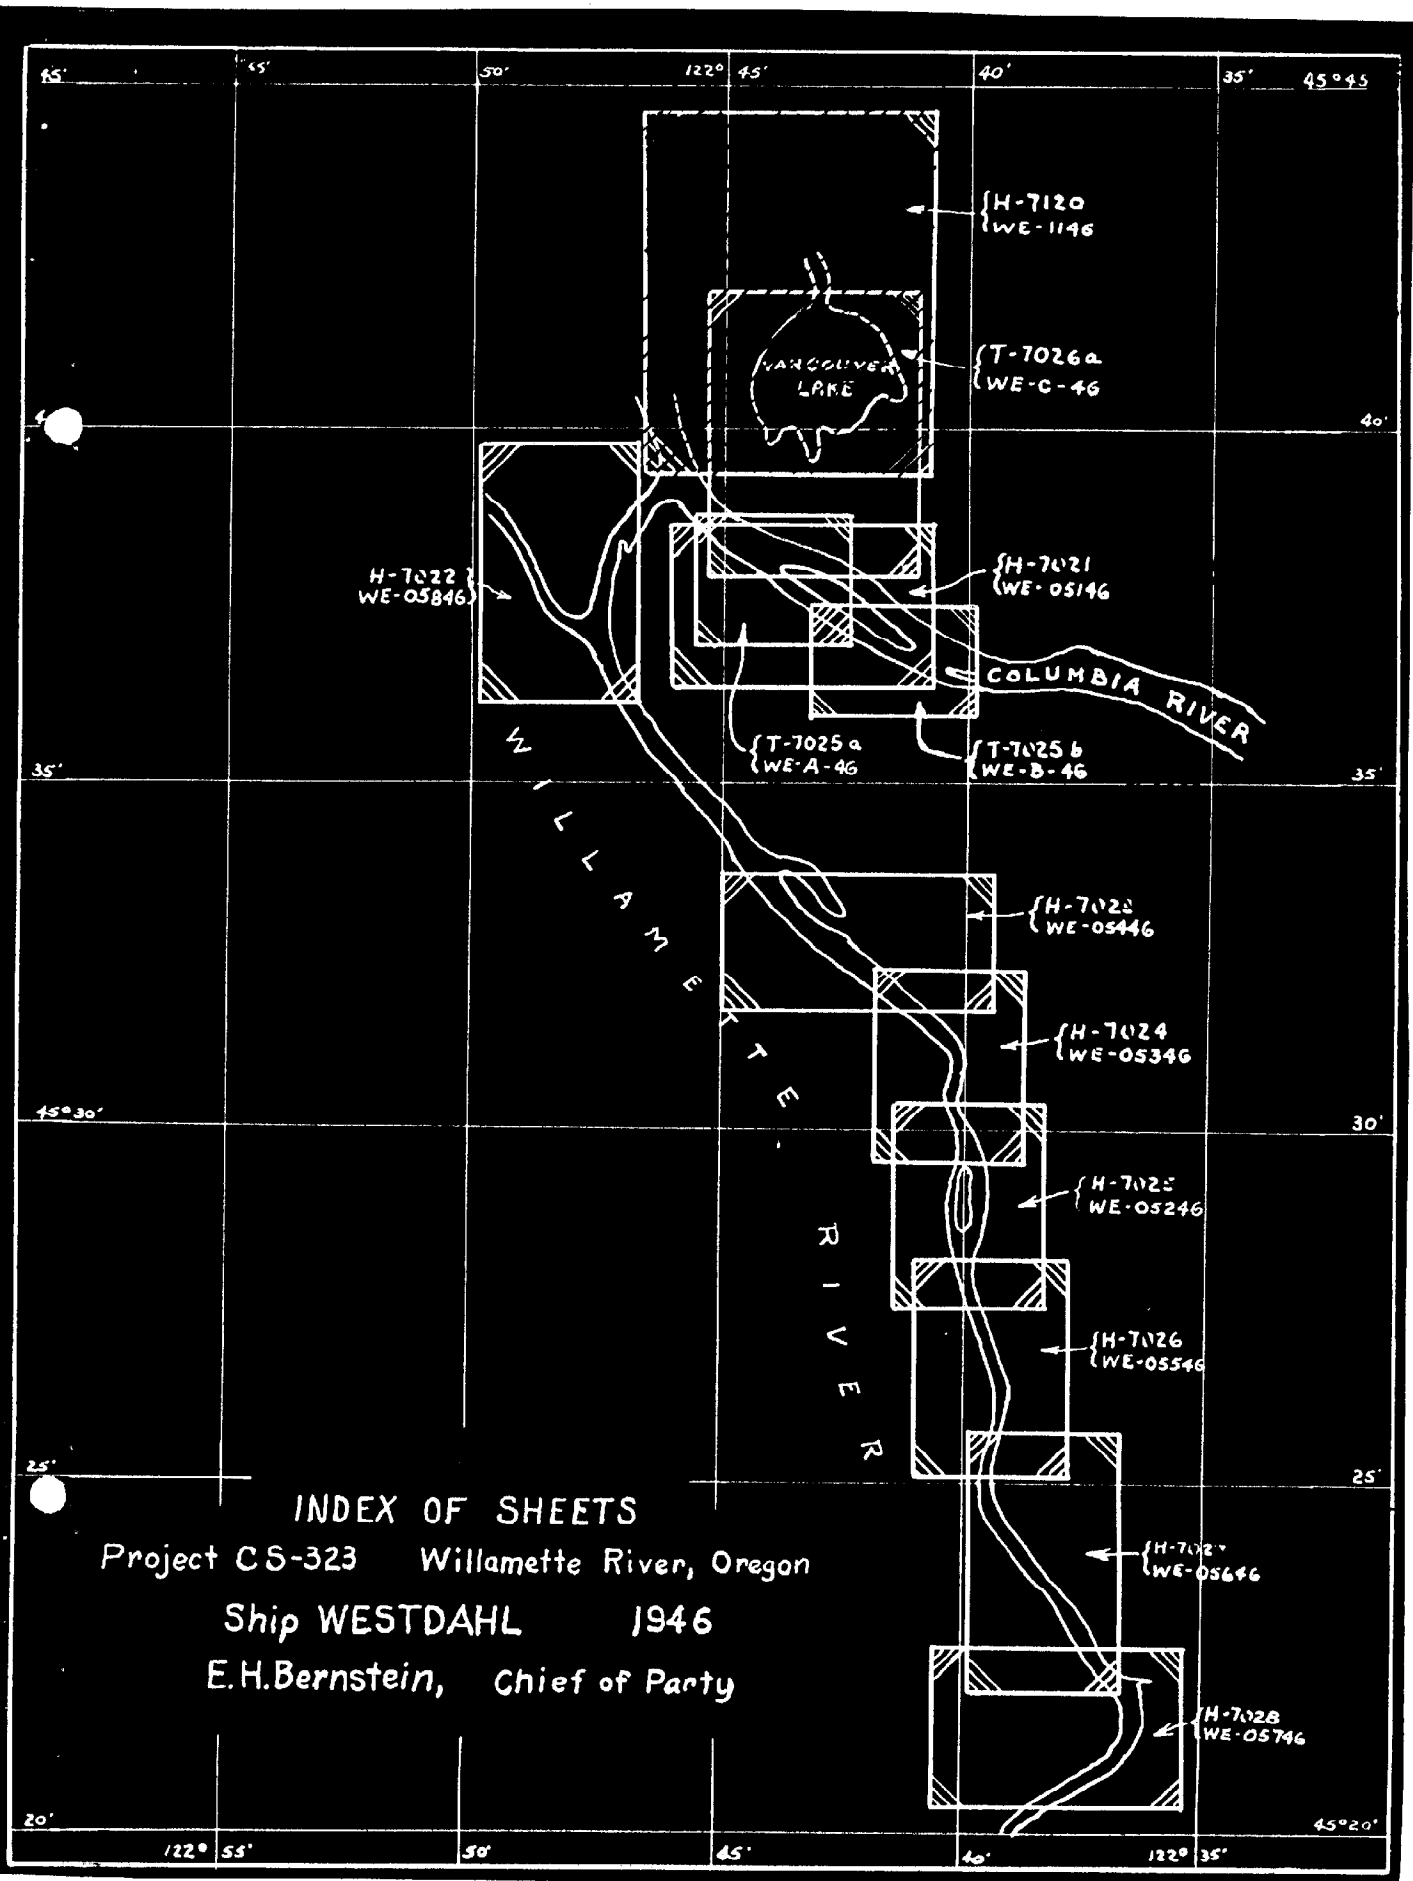 45' 55' 50' 122° 45' 40' 35' 45°45
H-7120
WE-1146
T-7026a
WE-C-46
VANCOUVER
LAKE
40'
H-7022
WE-05846
H-7021
WE-05146
COLUMBIA RIVER
T-7025a
WE-A-46
T-7025b
WE-B-46
35' 35'
WILLAMETTE RIVER
WE-05446
H-7024
WE-05346
45°30' 30'
WE-05246
H-7026
WE-05546
25' 25'
WE-05646
H-7028
WE-05746
INDEX OF SHEETS
Project CS-323 Willamette River, Oregon
Ship WESTDAHL 1946
E.H.Bernstein, Chief of Party
20' 45°20'
122° 55' 50' 45' 40' 122° 35'